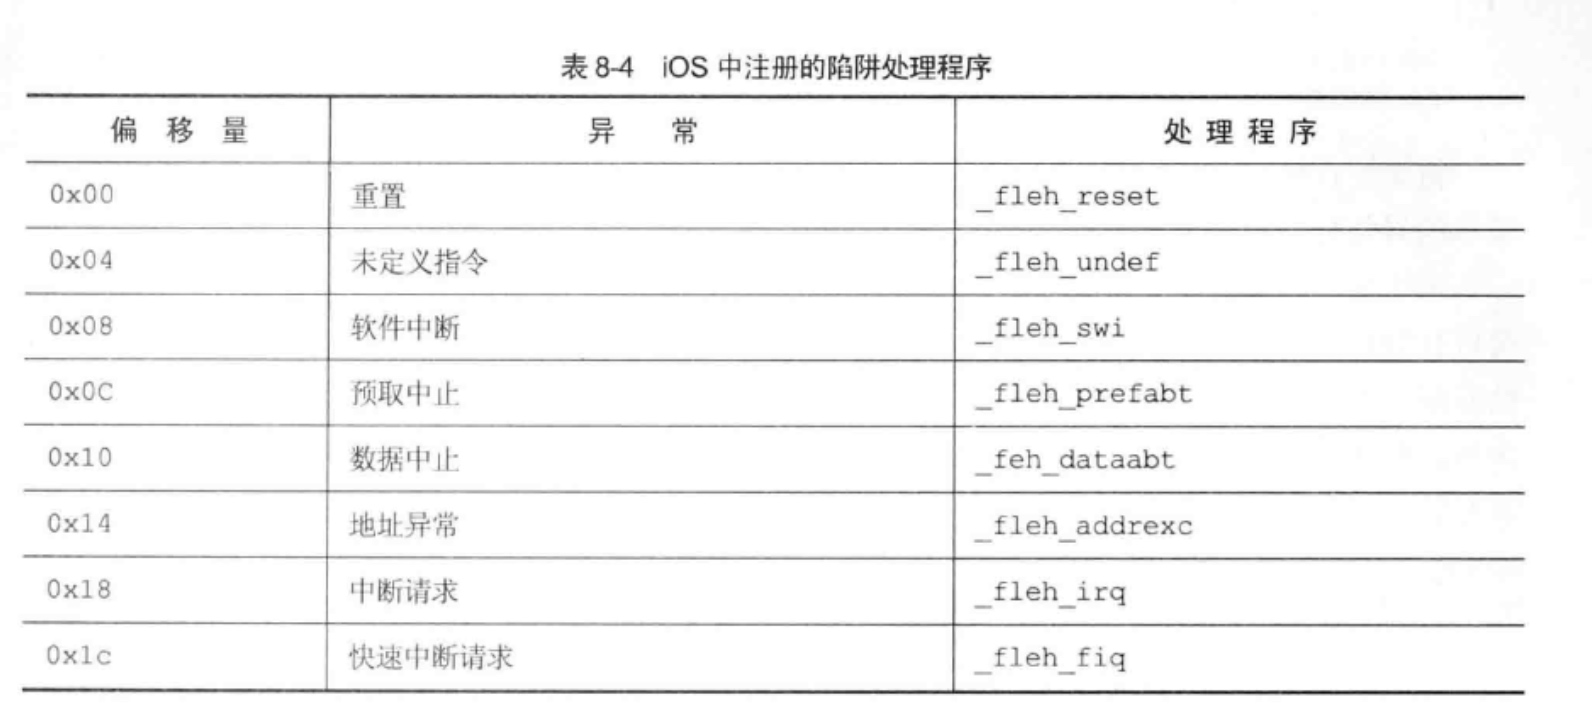 表 8-4 iOS 中注册的陷阱处理程序
偏移量 异常 处理程序
0x00 重置 _fleh_reset
0x04 未定义指令 _fleh_undef
0x08 软件中断 _fleh_swi
0x0C 预取中止 _fleh_prefabt
0x10 数据中止 _feh_dataabt
0x14 地址异常 _fleh_addrexc
0x18 中断请求 _fleh_irq
0x1c 快速中断请求 _fleh_fiq